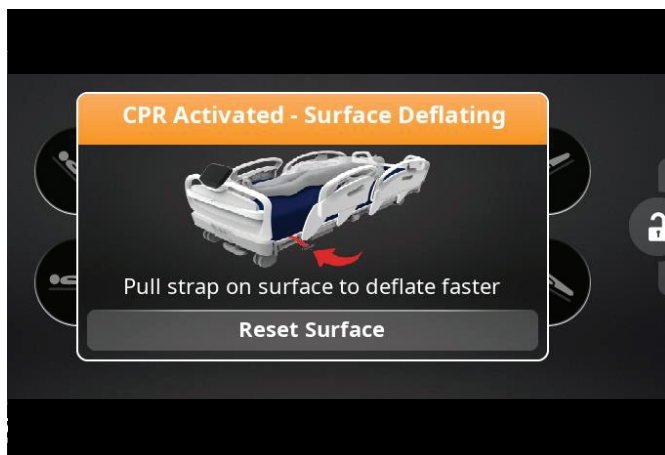 CPR Activated - Surface Deflating
Pull strap on surface to deflate faster
Reset Surface